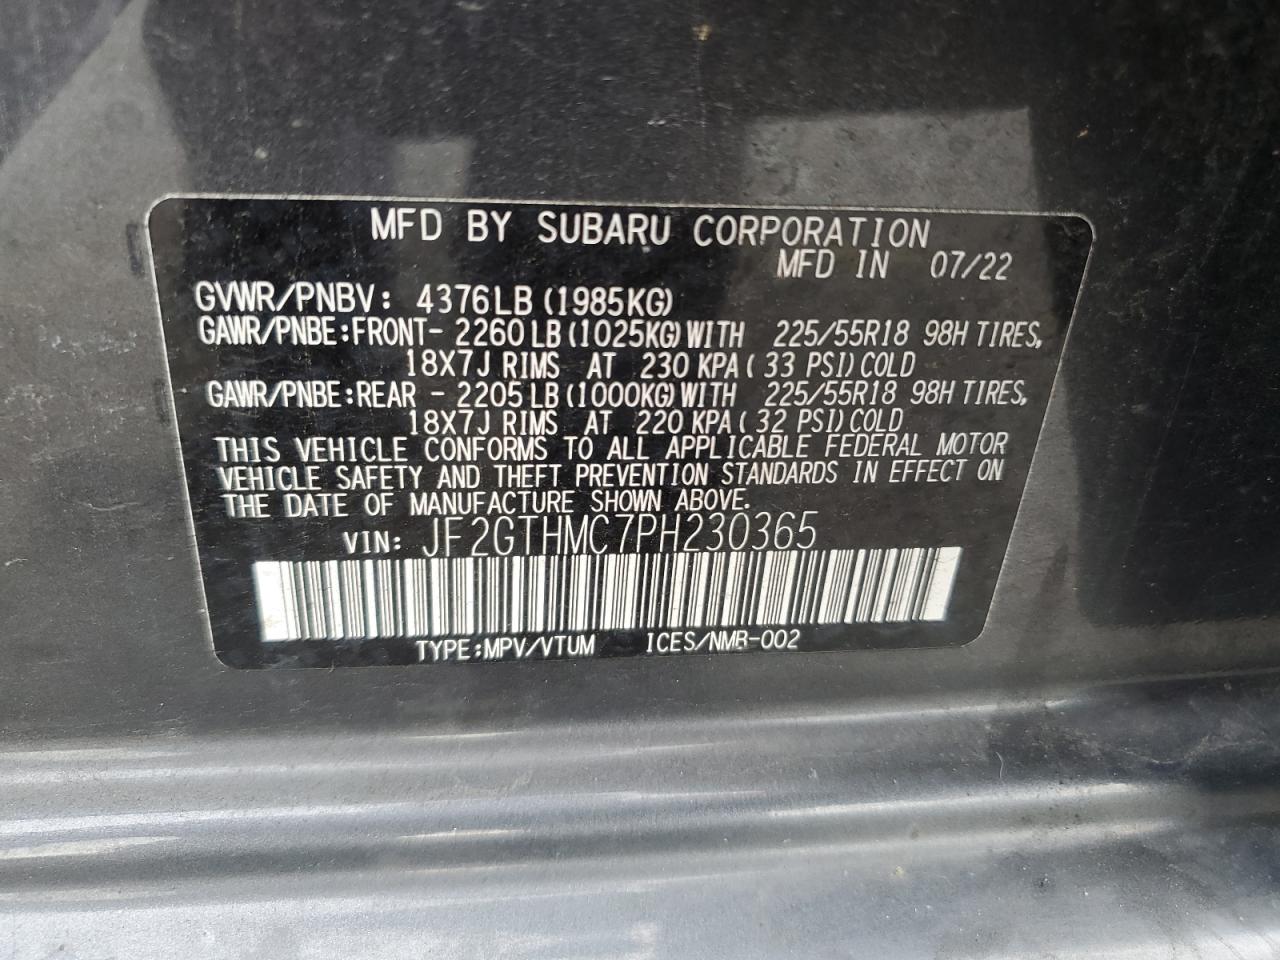 MFD BY SUBARU CORPORATION
MFD IN 07/22
GVWR/PNBV: 4376LB (1985KG)
GAWR/PNBE:FRONT- 2260 LB (1025KG) WITH 225/55R18 98H TIRES,
18X7J RIMS AT 230 KPA ( 33 PSI) COLD
GAWR/PNBE:REAR - 2205 LB (1000KG) WITH 225/55R18 98H TIRES,
18X7J RIMS AT 220 KPA ( 32 PSI) COLD
THIS VEHICLE CONFORMS TO ALL APPLICABLE FEDERAL MOTOR
VEHICLE SAFETY AND THEFT PREVENTION STANDARDS IN EFFECT ON
THE DATE OF MANUFACTURE SHOWN ABOVE.
VIN: JF2GTHMC7PH230365
TYPE:MPV/VTUM ICES/NMB-002